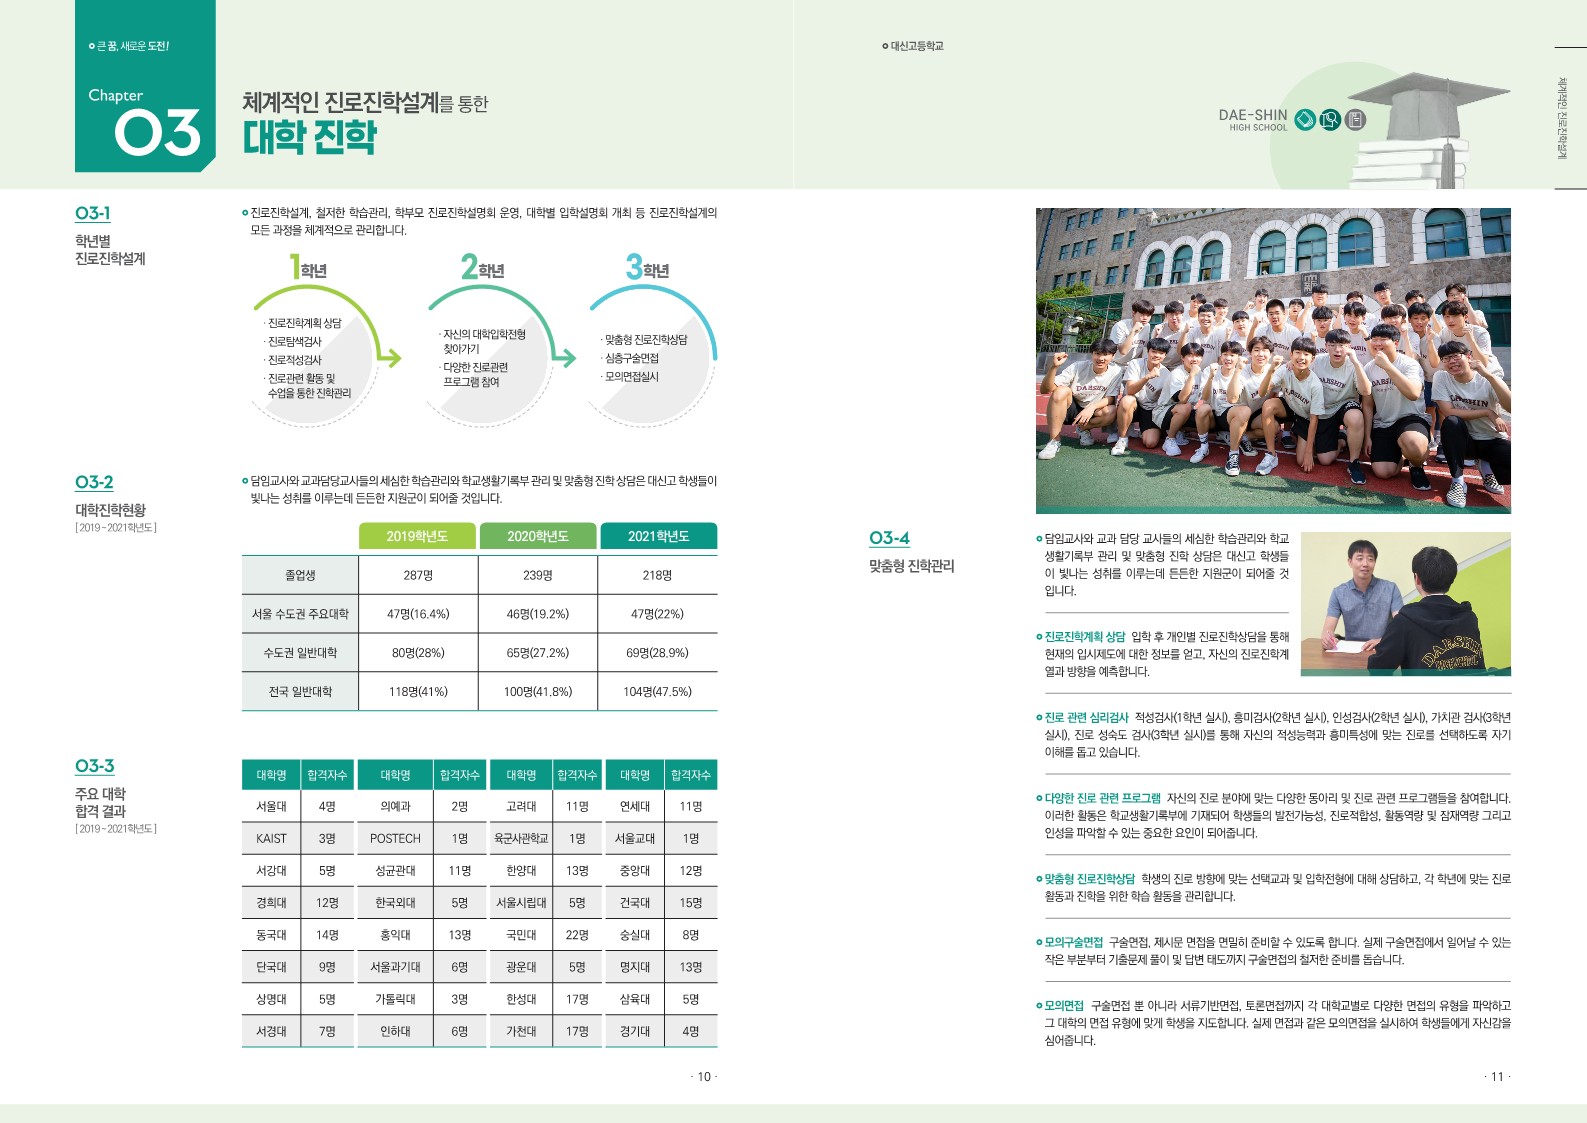 큰 꿈, 새로운 도전!
Chapter
03
체계적인 진로진학설계를 통한
대학 진학
03-1
학년별
진로진학설계
진로진학설계, 철저한 학습관리, 학부모 진로진학설명회 운영, 대학별 입학설명회 개최 등 진로진학설계의
모든 과정을 체계적으로 관리합니다.
1학년
· 진로진학계획 상담
· 진로탐색검사
· 진로적성검사
· 진로관련 활동 및
수업을 통한 진학관리
2학년
· 자신의 대학입학전형
찾아가기
· 다양한 진로관련
프로그램 참여
3학년
· 맞춤형 진로진학상담
· 심층구술면접
· 모의면접실시
03-2
대학진학현황
[ 2019~2021학년도 ]
담임교사와 교과담당교사들의 세심한 학습관리와 학교생활기록부 관리 및 맞춤형 진학 상담은 대신고 학생들이
빛나는 성취를 이루는데 든든한 지원군이 되어줄 것입니다.
2019학년도 2020학년도 2021학년도
졸업생 287명 239명 218명
서울 수도권 주요대학 47명(16.4%) 46명(19.2%) 47명(22%)
수도권 일반대학 80명(28%) 65명(27.2%) 69명(28.9%)
전국 일반대학 118명(41%) 100명(41.8%) 104명(47.5%)
03-3
주요 대학
합격 결과
[ 2019~2021학년도 ]
대학명 합격자수 대학명 합격자수 대학명 합격자수 대학명 합격자수
서울대 4명 의예과 2명 고려대 11명 연세대 11명
KAIST 3명 POSTECH 1명 육군사관학교 1명 서울교대 1명
서강대 5명 성균관대 11명 한양대 13명 중앙대 12명
경희대 12명 한국외대 5명 서울시립대 5명 건국대 15명
동국대 14명 홍익대 13명 국민대 22명 숭실대 8명
단국대 9명 서울과기대 6명 광운대 5명 명지대 13명
상명대 5명 가톨릭대 3명 한성대 17명 삼육대 5명
서경대 7명 인하대 6명 가천대 17명 경기대 4명
· 10 ·
대신고등학교
DAE-SHIN
HIGH SCHOOL
체계적인 진로진학설계
03-4
맞춤형 진학관리
담임교사와 교과 담당 교사들의 세심한 학습관리와 학교
생활기록부 관리 및 맞춤형 진학 상담은 대신고 학생들
이 빛나는 성취를 이루는데 든든한 지원군이 되어줄 것
입니다.
진로진학계획 상담 입학 후 개인별 진로진학상담을 통해
현재의 입시제도에 대한 정보를 얻고, 자신의 진로진학계
열과 방향을 예측합니다.
DAESHIN
HIGH SCHOOL
진로 관련 심리검사 적성검사(1학년 실시), 흥미검사(2학년 실시), 인성검사(2학년 실시), 가치관 검사(3학년
실시), 진로 성숙도 검사(3학년 실시)를 통해 자신의 적성능력과 흥미특성에 맞는 진로를 선택하도록 자기
이해를 돕고 있습니다.
다양한 진로 관련 프로그램 자신의 진로 분야에 맞는 다양한 동아리 및 진로 관련 프로그램들을 참여합니다.
이러한 활동은 학교생활기록부에 기재되어 학생들의 발전가능성, 진로적합성, 활동역량 및 잠재역량 그리고
인성을 파악할 수 있는 중요한 요인이 되어줍니다.
맞춤형 진로진학상담 학생의 진로 방향에 맞는 선택교과 및 입학전형에 대해 상담하고, 각 학년에 맞는 진로
활동과 진학을 위한 학습 활동을 관리합니다.
모의구술면접 구술면접, 제시문 면접을 면밀히 준비할 수 있도록 합니다. 실제 구술면접에서 일어날 수 있는
작은 부분부터 기출문제 풀이 및 답변 태도까지 구술면접의 철저한 준비를 돕습니다.
모의면접 구술면접 뿐 아니라 서류기반면접, 토론면접까지 각 대학교별로 다양한 면접의 유형을 파악하고
그 대학의 면접 유형에 맞게 학생을 지도합니다. 실제 면접과 같은 모의면접을 실시하여 학생들에게 자신감을
심어줍니다.
· 11 ·